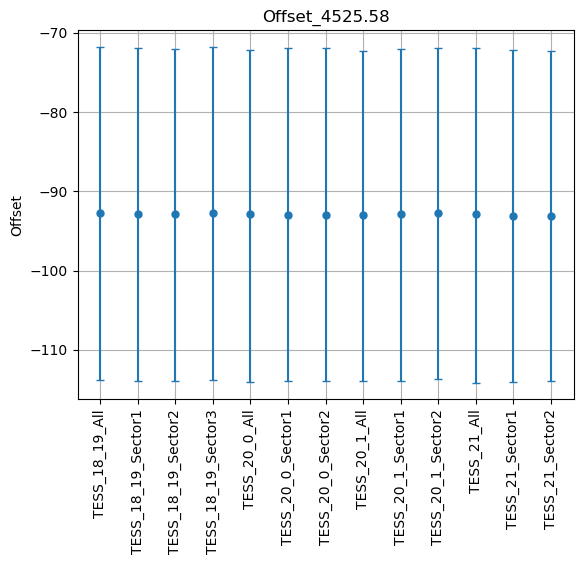 Offset_4525.58
Offset
−70
−80
−90
−100
−110
TESS_18_19_All
TESS_18_19_Sector1
TESS_18_19_Sector2
TESS_18_19_Sector3
TESS_20_0_All
TESS_20_0_Sector1
TESS_20_0_Sector2
TESS_20_1_All
TESS_20_1_Sector1
TESS_20_1_Sector2
TESS_21_All
TESS_21_Sector1
TESS_21_Sector2